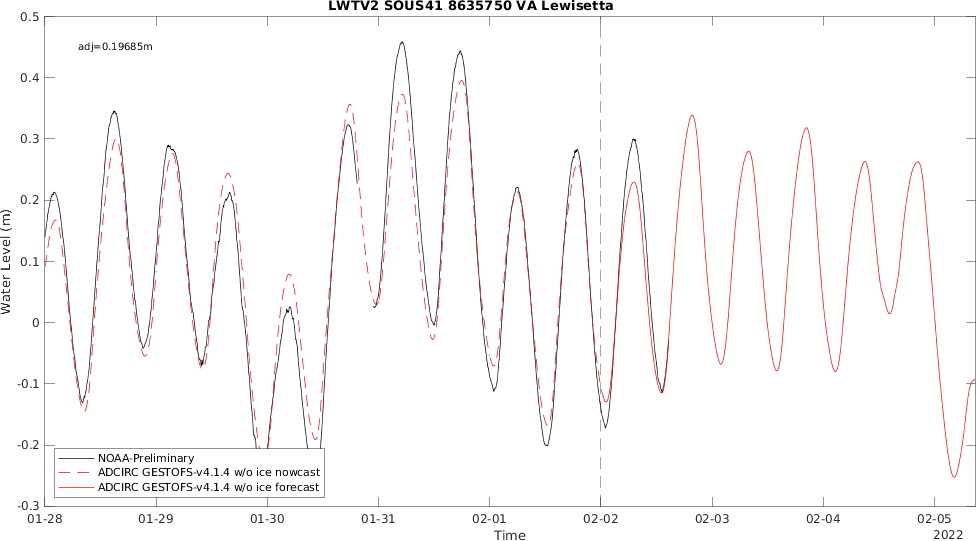 LWTV2 SOUS41 8635750 VA Lewisetta
adj=0.19685m
0.5
0.4
0.3
0.2
0.1
0
-0.1
-0.2
-0.3
Water Level (m)
NOAA-Preliminary
ADCIRC GESTOFS-v4.1.4 w/o ice nowcast
ADCIRC GESTOFS-v4.1.4 w/o ice forecast
01-28 01-29 01-30 01-31 02-01 02-02 02-03 02-04 02-05
Time
2022